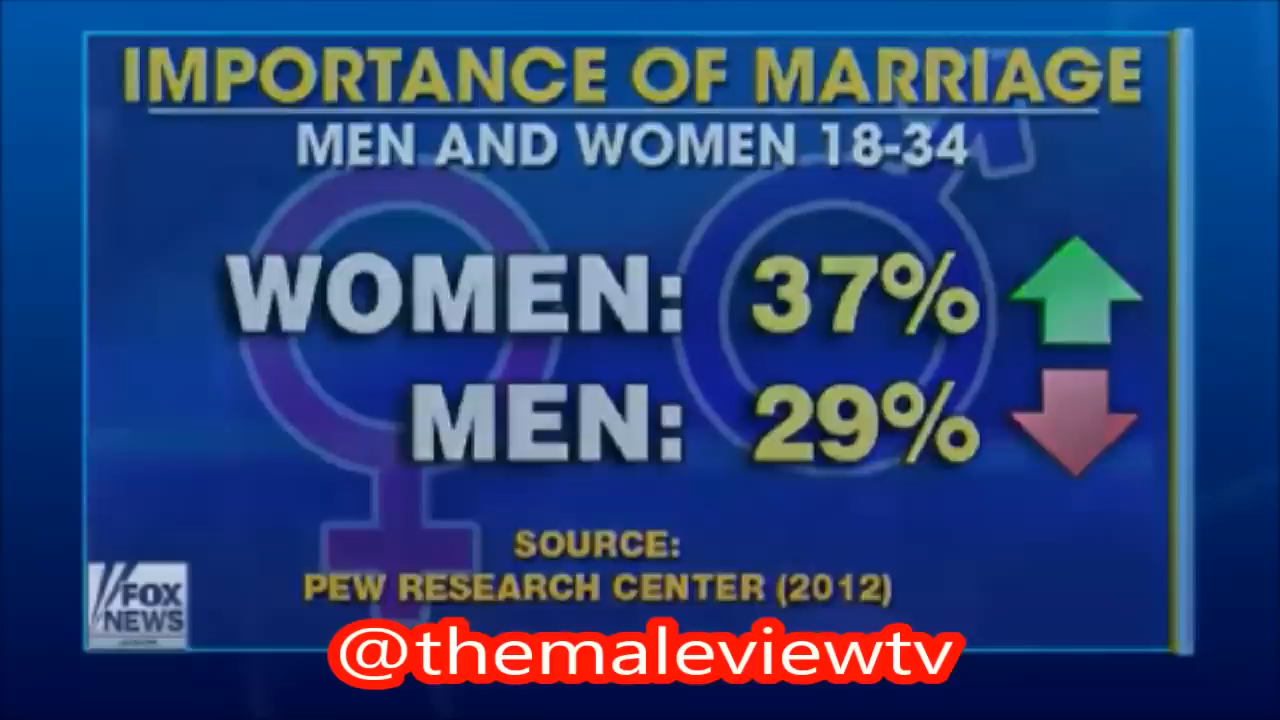 IMPORTANCE OF MARRIAGE
MEN AND WOMEN 18-34
WOMEN: 37%
MEN: 29%
SOURCE:
PEW RESEARCH CENTER (2012)
FOX
NEWS
@themaleviewtv